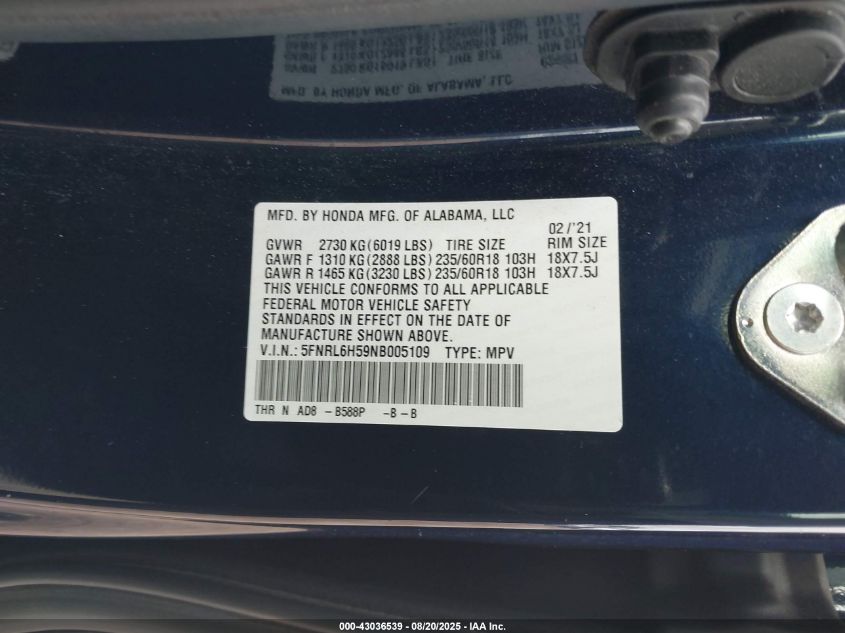 MFD. BY HONDA MFG. OF ALABAMA, LLC
02/'21
GVWR 2730 KG(6019 LBS) TIRE SIZE RIM SIZE
GAWR F 1310 KG(2888 LBS) 235/60R18 103H 18X7.5J
GAWR R 1465 KG(3230 LBS) 235/60R18 103H 18X7.5J
THIS VEHICLE CONFORMS TO ALL APPLICABLE
FEDERAL MOTOR VEHICLE SAFETY
STANDARDS IN EFFECT ON THE DATE OF
MANUFACTURE SHOWN ABOVE.
V.I.N.: 5FNRL6H59NB005109 TYPE: MPV
THR N AD8 -B588P -B-B
000-43036539 - 08/20/2025 - IAA Inc.